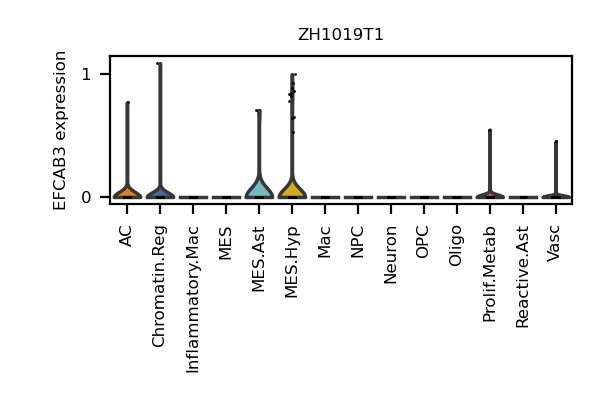 ZH1019T1
EFCAB3 expression
1
0
AC
Chromatin.Reg
Inflammatory.Mac
MES
MES.Ast
MES.Hyp
Mac
NPC
Neuron
OPC
Oligo
Prolif.Metab
Reactive.Ast
Vasc